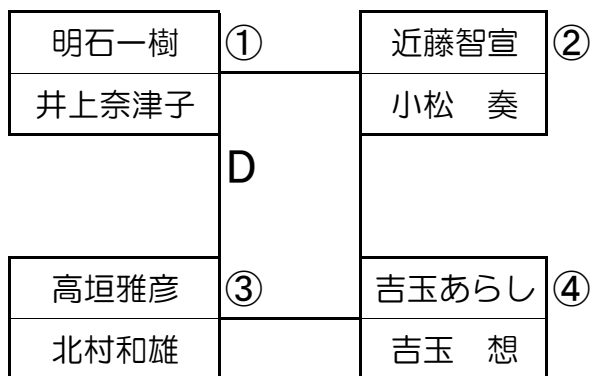 明石一樹 ① 近藤智宣 ②
井上奈津子 小松 奏
D
高垣雅彦 ③ 吉玉あらし ④
北村和雄 吉玉 想